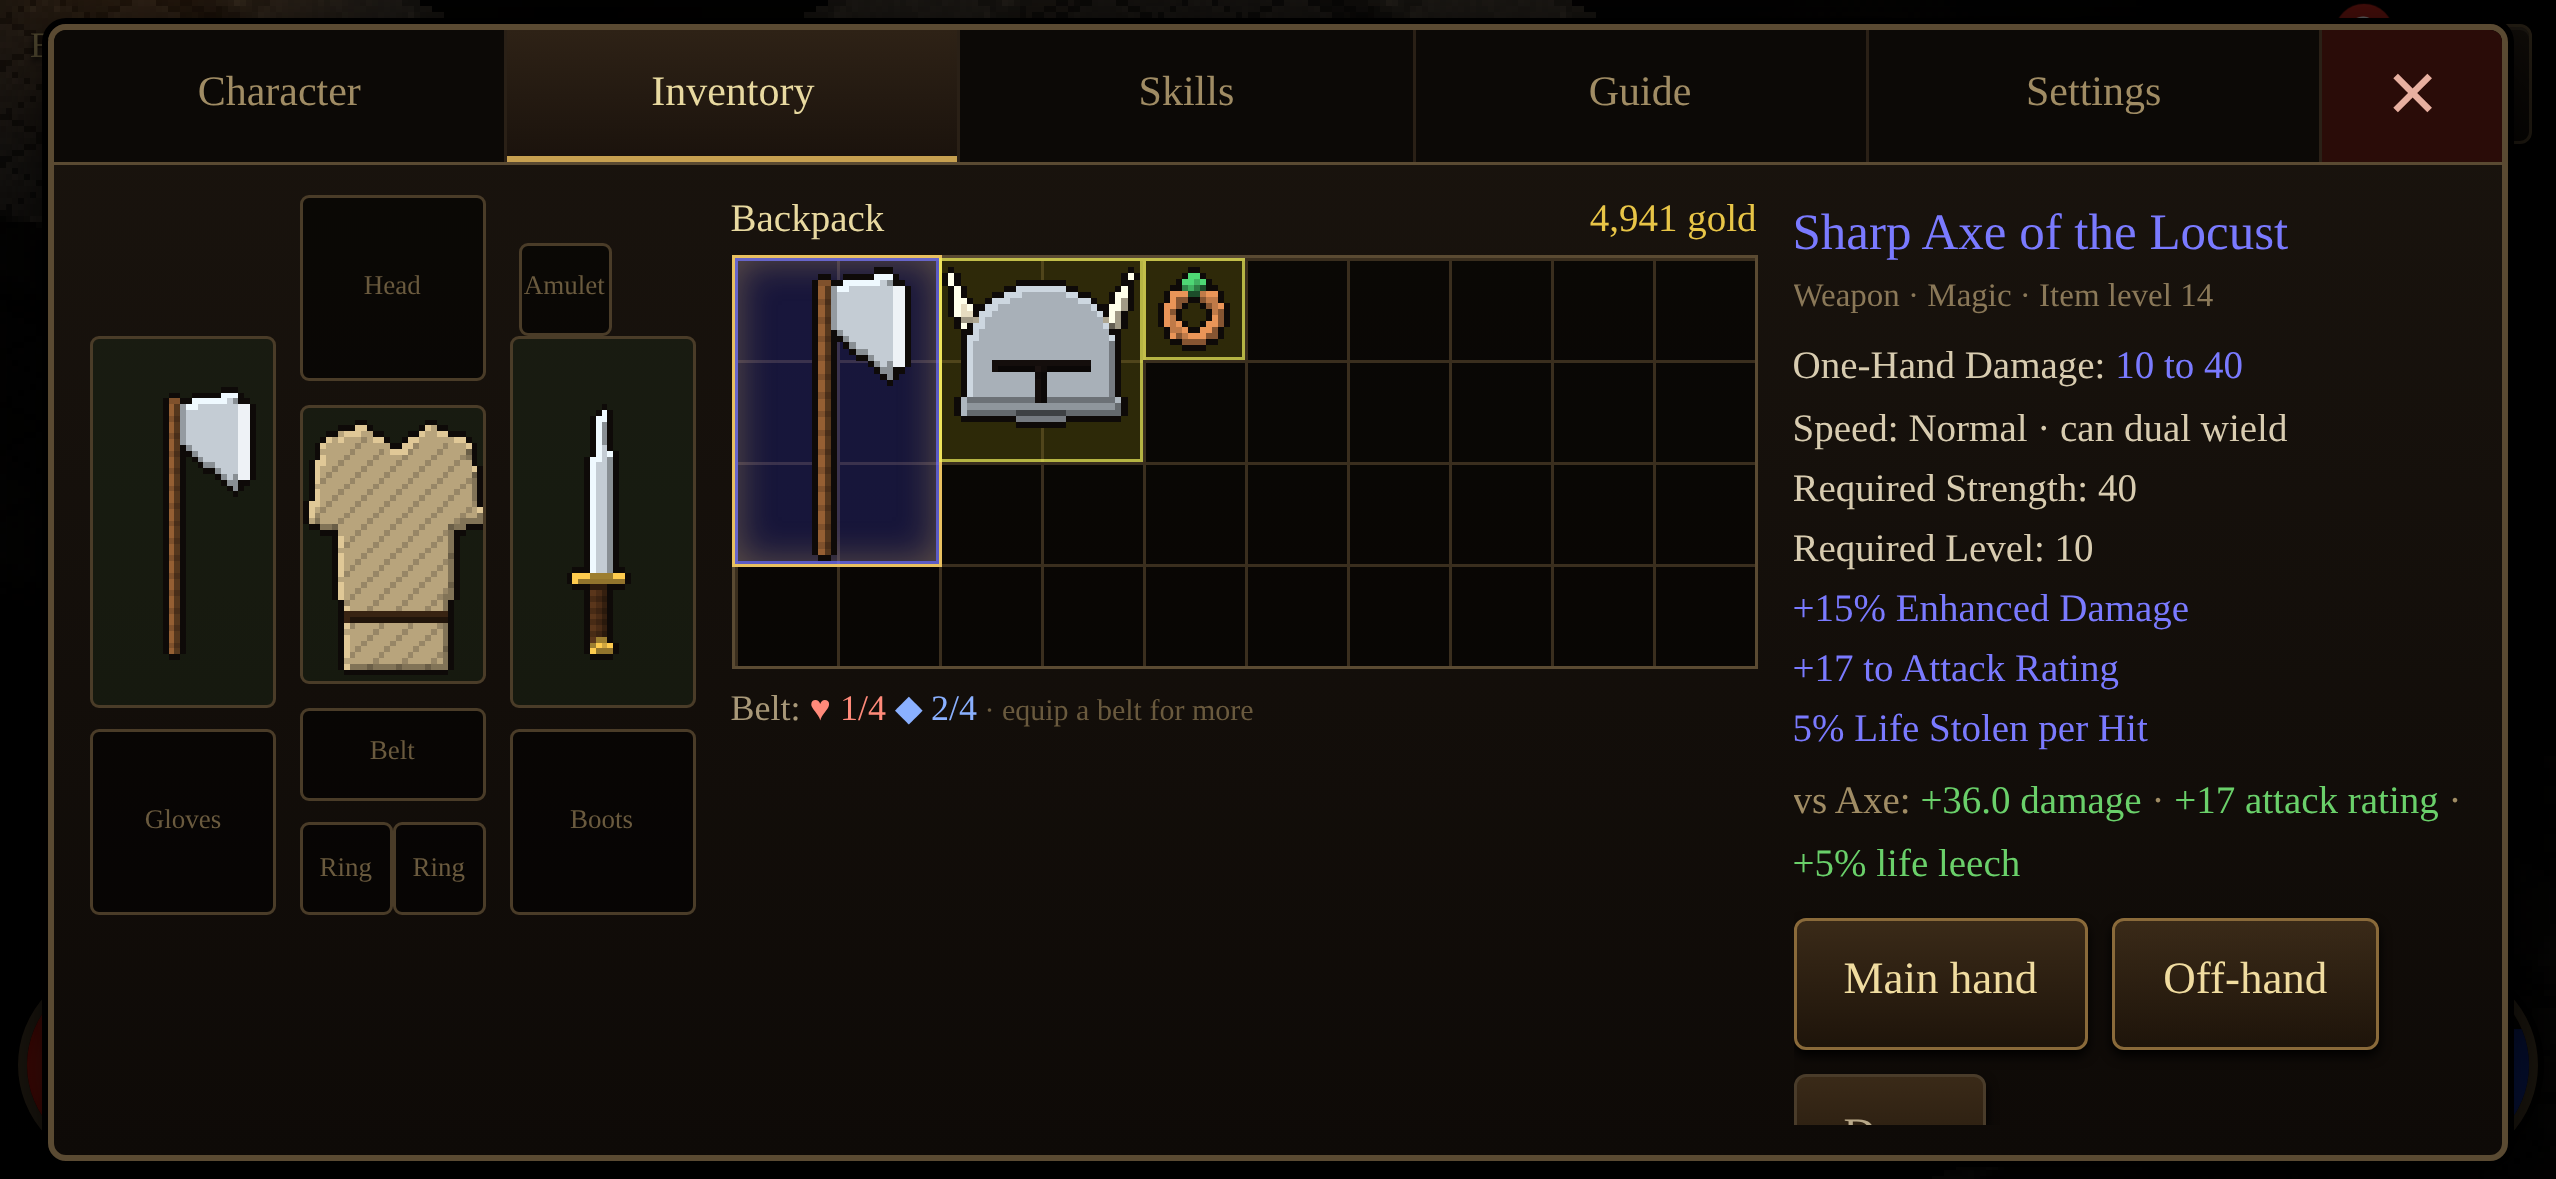 Character
Inventory
Skills
Guide
Settings
✕
Head
Amulet
Belt
Gloves
Ring
Ring
Boots
Backpack
4,941 gold
Belt: ♥ 1/4 ◆ 2/4 · equip a belt for more
Sharp Axe of the Locust
Weapon · Magic · Item level 14
One-Hand Damage: 10 to 40
Speed: Normal · can dual wield
Required Strength: 40
Required Level: 10
+15% Enhanced Damage
+17 to Attack Rating
5% Life Stolen per Hit
vs Axe: +36.0 damage · +17 attack rating ·
+5% life leech
Main hand
Off-hand